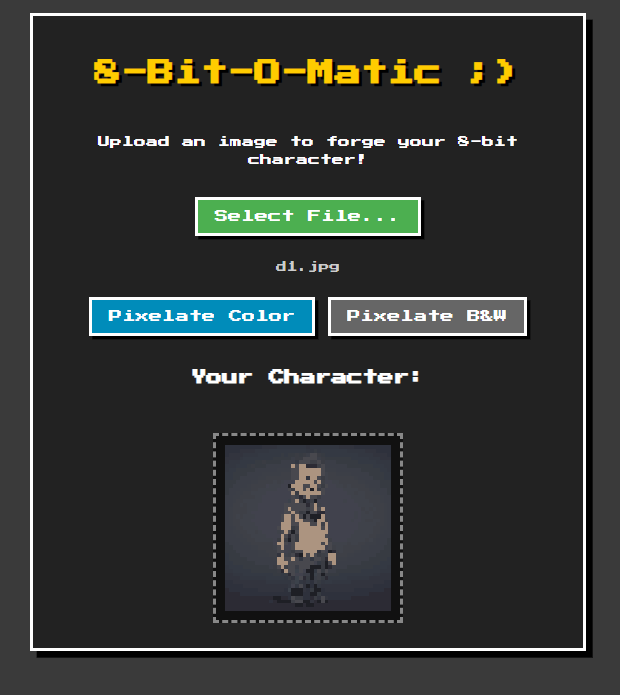 8-Bit-O-Matic ;)
Upload an image to forge your 8-bit
character!
Select File...
d1.jpg
Pixelate Color
Pixelate B&W
Your Character: